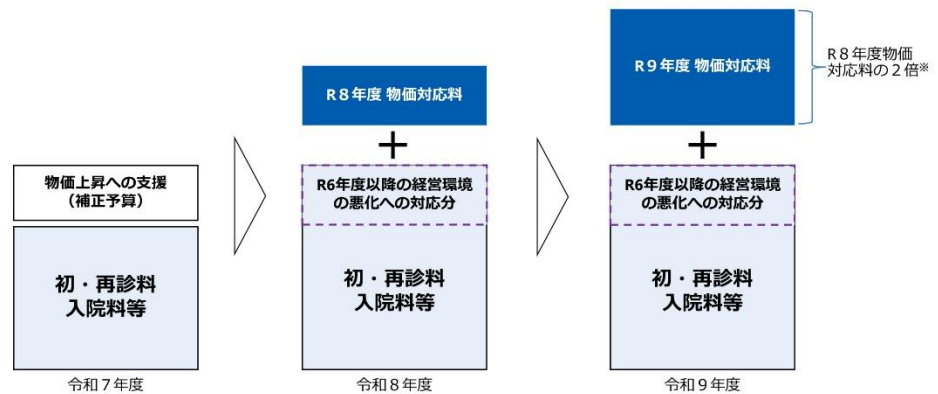 R9年度 物価対応料
R8年度物価
対応料の2倍※
R8年度 物価対応料
+
+
物価上昇への支援
(補正予算)
R6年度以降の経営環境
の悪化への対応分
R6年度以降の経営環境
の悪化への対応分
初・再診料
入院料等
初・再診料
入院料等
初・再診料
入院料等
令和7年度
令和8年度
令和9年度